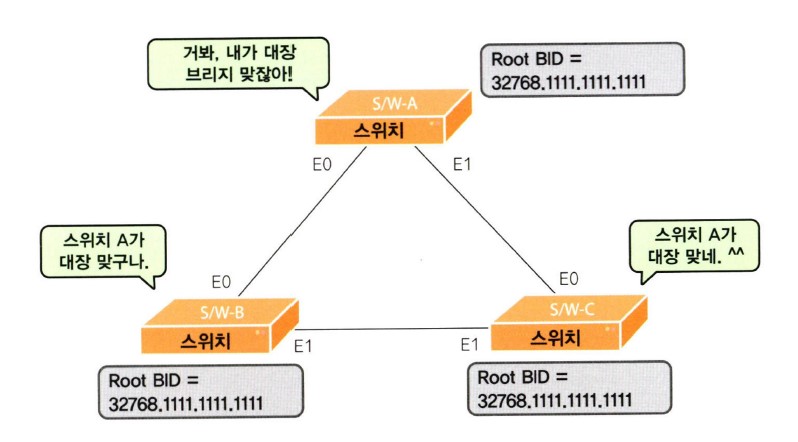 거봐, 내가 대장
브리지 맞잖아!
Root BID =
32768.1111.1111.1111
S/W-A
스위치
E0
E1
스위치 A가
대장 맞구나.
스위치 A가
대장 맞네. ^^
E0
E0
S/W-B
스위치
E1
S/W-C
스위치
E1
Root BID =
32768.1111.1111.1111
Root BID =
32768.1111.1111.1111